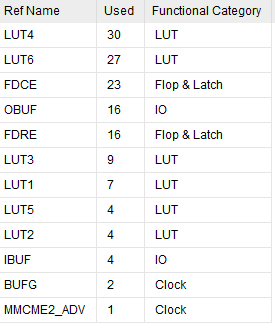 Ref Name Used Functional Category
LUT4 30 LUT
LUT6 27 LUT
FDCE 23 Flop & Latch
OBUF 16 IO
FDRE 16 Flop & Latch
LUT3 9 LUT
LUT1 7 LUT
LUT5 4 LUT
LUT2 4 LUT
IBUF 4 IO
BUFG 2 Clock
MMCME2_ADV 1 Clock